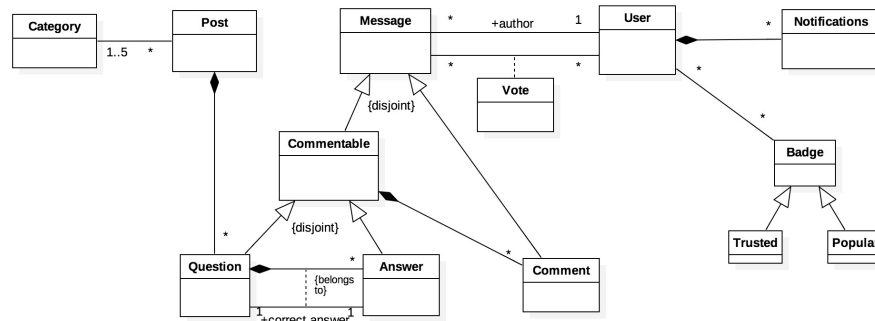 Category
Post
Message
User
Notifications
* +author 1
1..5 *
* *
*
Vote
*
{disjoint}
*
Commentable
Badge
{disjoint}
*
Trusted
Question
*
Answer
*
Comment
{belongs
to}
1 1
+correct answer